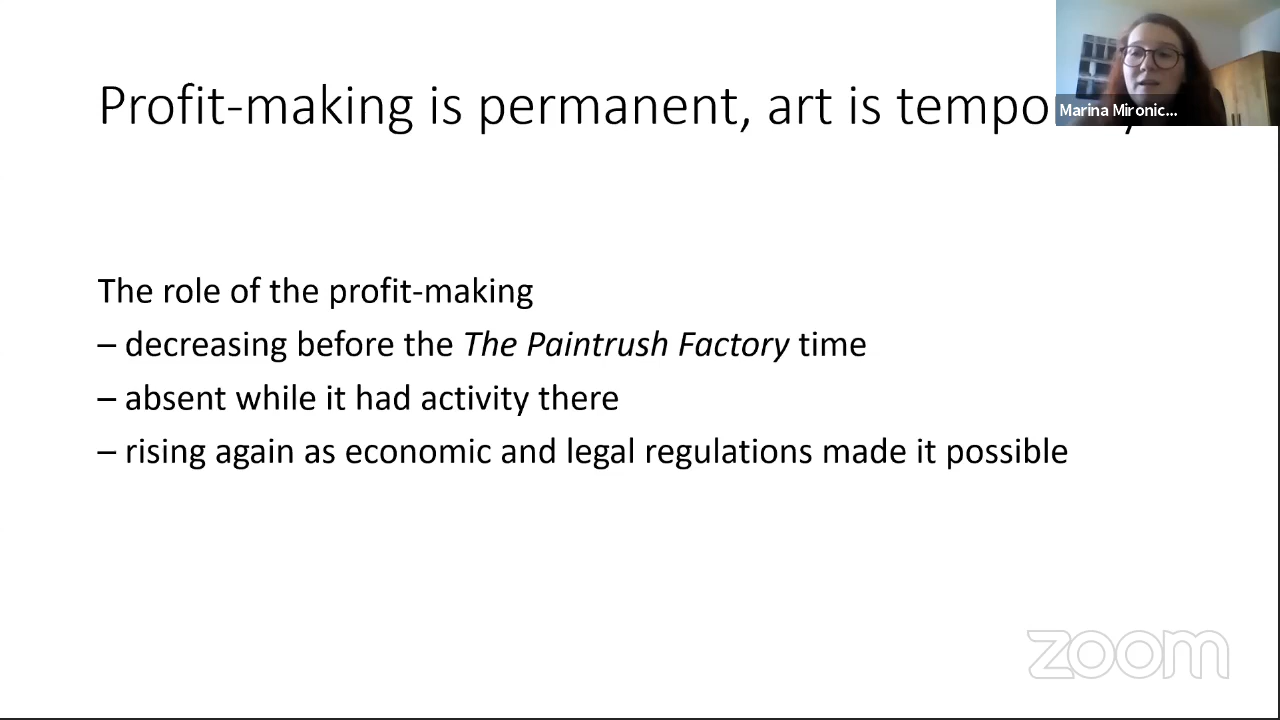 Profit-making is permanent, art is
Marina Mironic...
The role of the profit-making
– decreasing before the The Paintrush Factory time
– absent while it had activity there
– rising again as economic and legal regulations made it possible
zoom